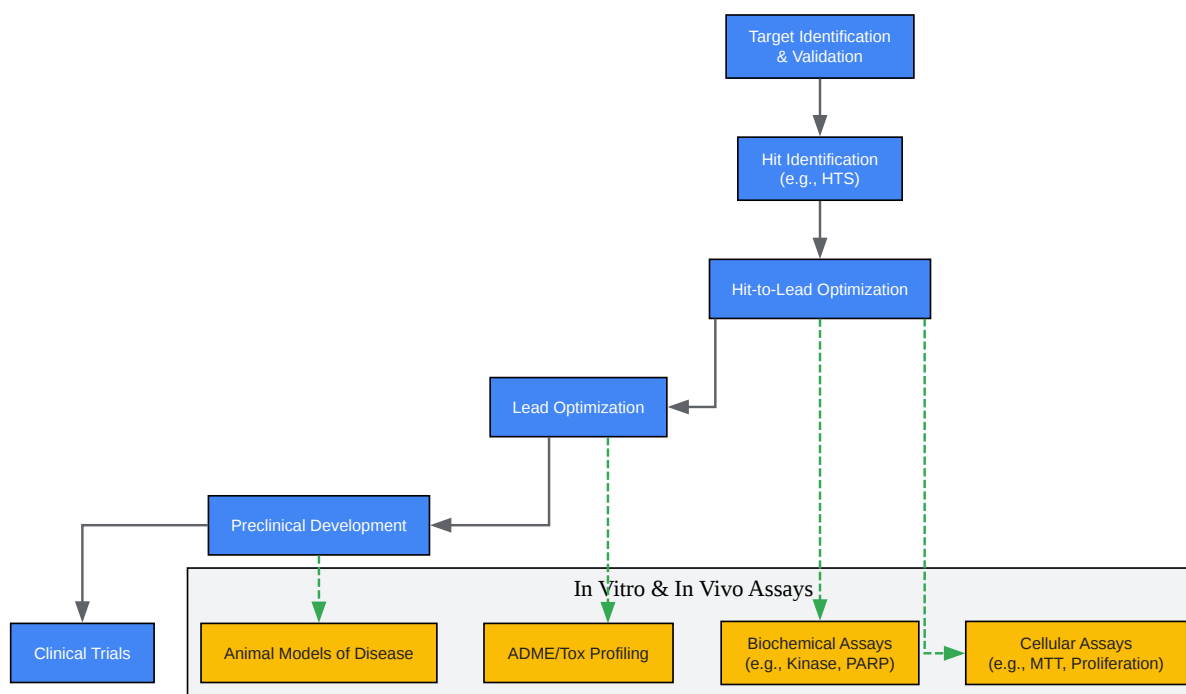 Target Identification
& Validation
Hit Identification
(e.g., HTS)
Hit-to-Lead Optimization
Lead Optimization
Preclinical Development
In Vitro & In Vivo Assays
Clinical Trials
Animal Models of Disease
ADME/Tox Profiling
Biochemical Assays
(e.g., Kinase, PARP)
Cellular Assays
(e.g., MTT, Proliferation)